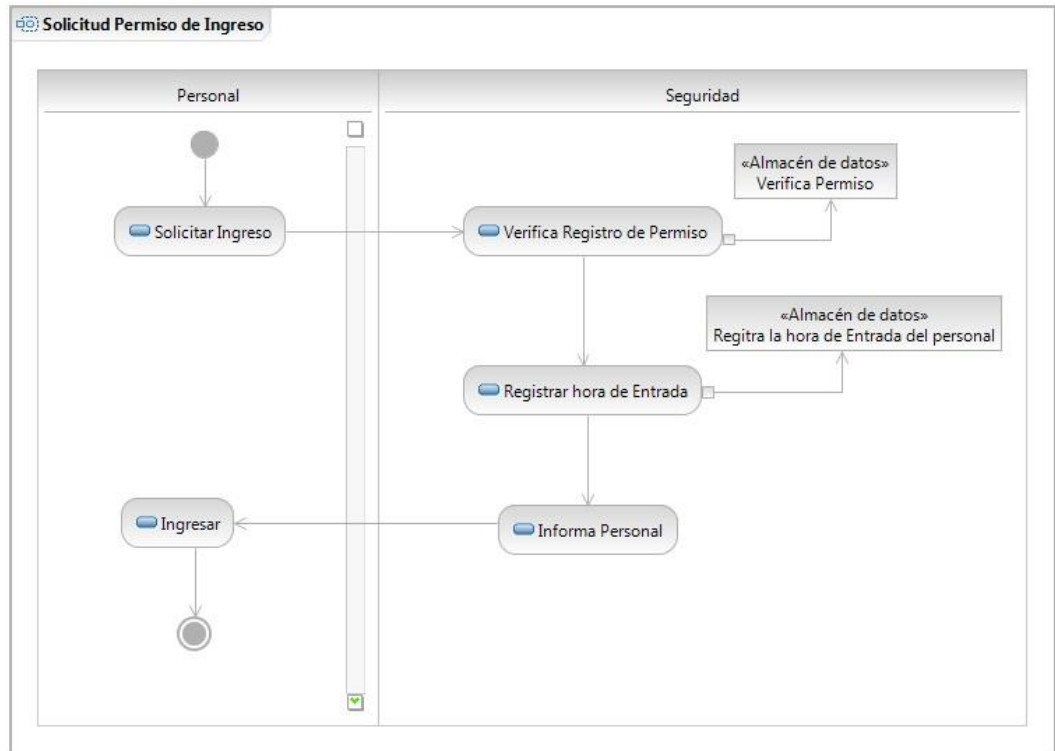 Solicitud Permiso de Ingreso
Personal
Seguridad
«Almacén de datos»
Verifica Permiso
Solicitar Ingreso
Verifica Registro de Permiso
«Almacén de datos»
Regitra la hora de Entrada del personal
Registrar hora de Entrada
Ingresar
Informa Personal